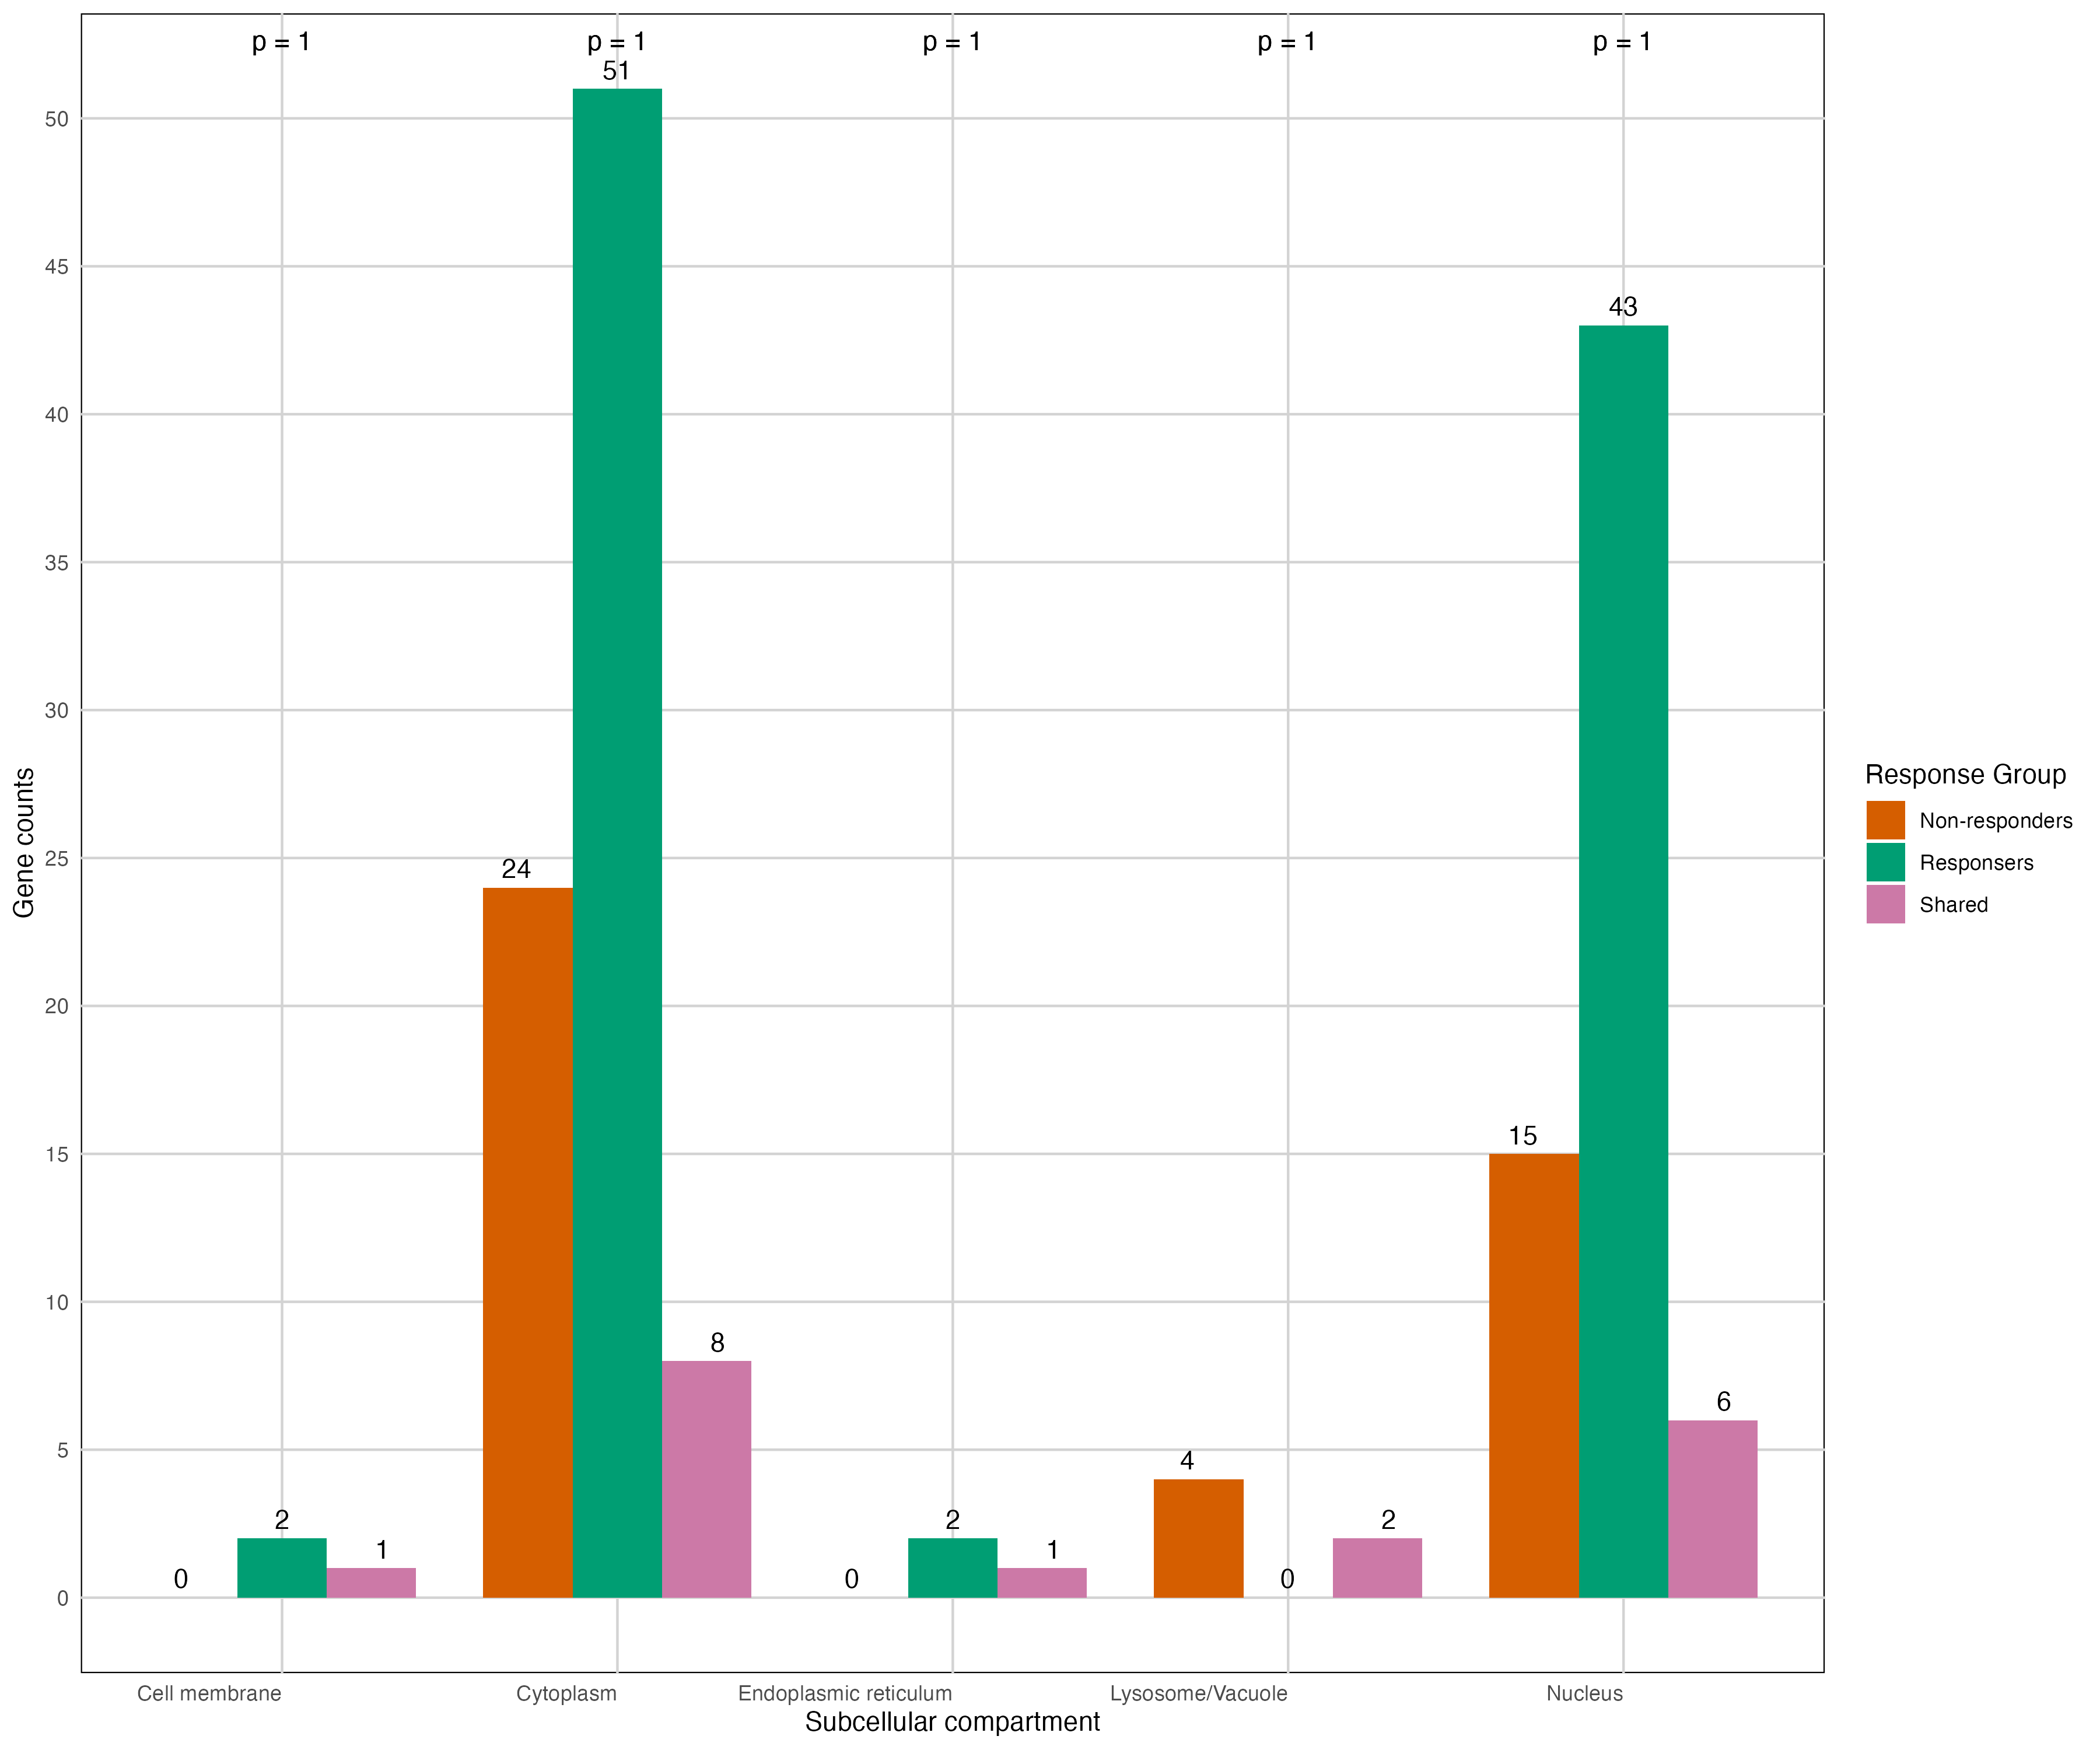 p = 1
p = 1
p = 1
p = 1
p = 1
51
50
45
43
40
35
30
25
24
20
15
15
10
8
6
5
4
2
2
2
1
1
0
0
0
0
Gene counts
Cell membrane
Cytoplasm
Endoplasmic reticulum
Lysosome/Vacuole
Nucleus
Subcellular compartment
Response Group
Non-responders
Responsers
Shared